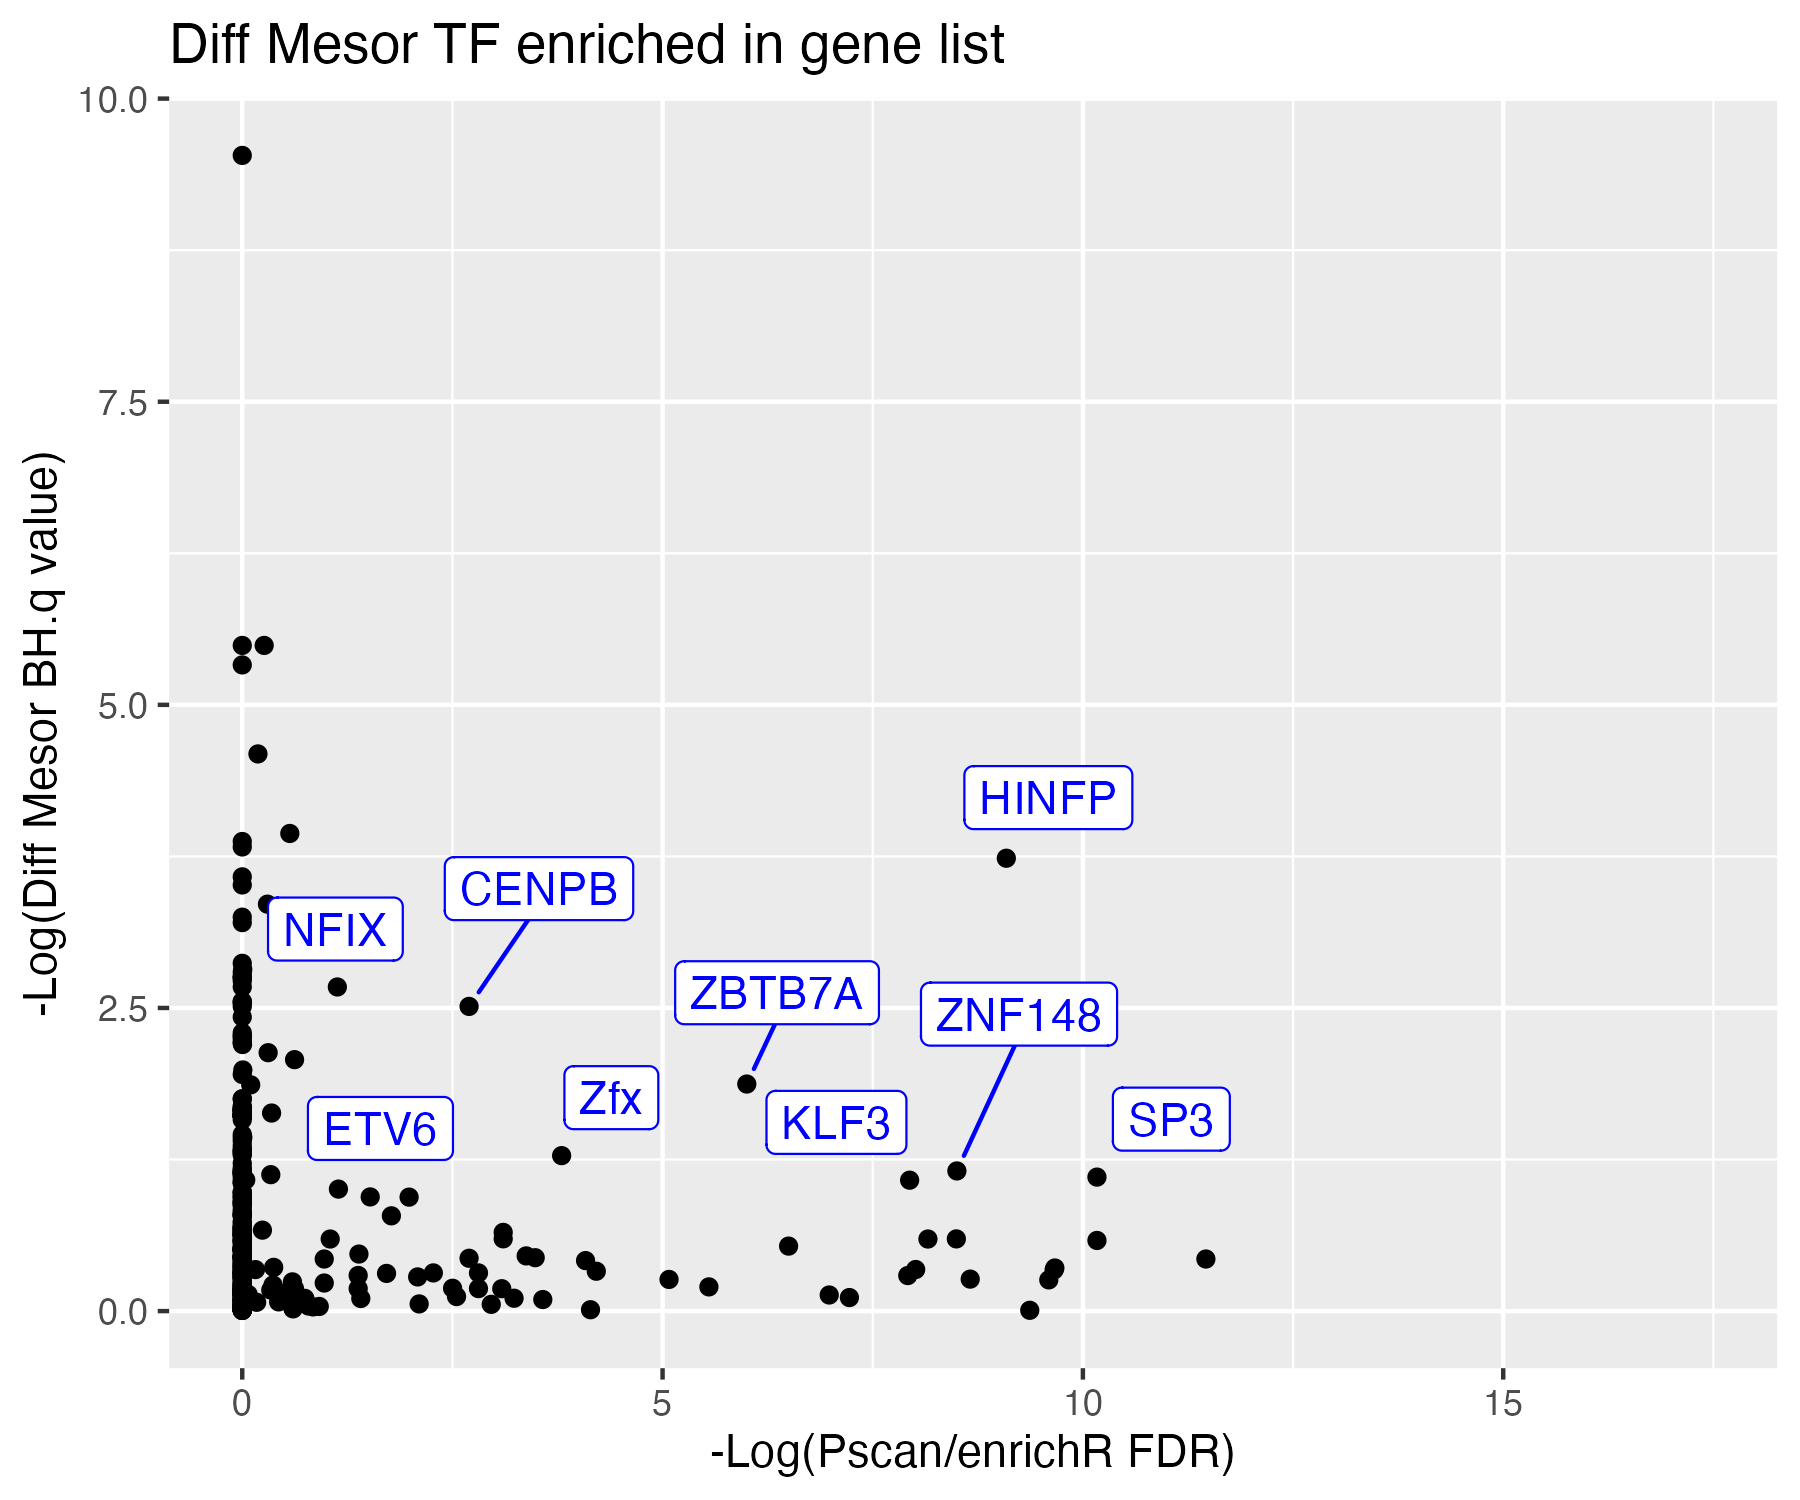 Diff Mesor TF enriched in gene list
10.0
7.5
5.0
2.5
0.0
-Log(Diff Mesor BH.q value)
HINFP
CENPB
NFIX
ZBTB7A
ZNF148
Zfx
KLF3
SP3
ETV6
0
5
10
15
-Log(Pscan/enrichR FDR)